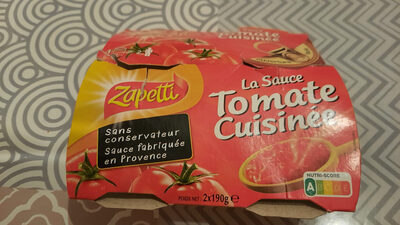 Tomate
Cuisinée
Zapetti
La Sauce
Tomate
Cuisinée
Sans
conservateur
Sauce fabriquée
en Provence
NUTRI-SCORE
A
POIDS NET 2x190g